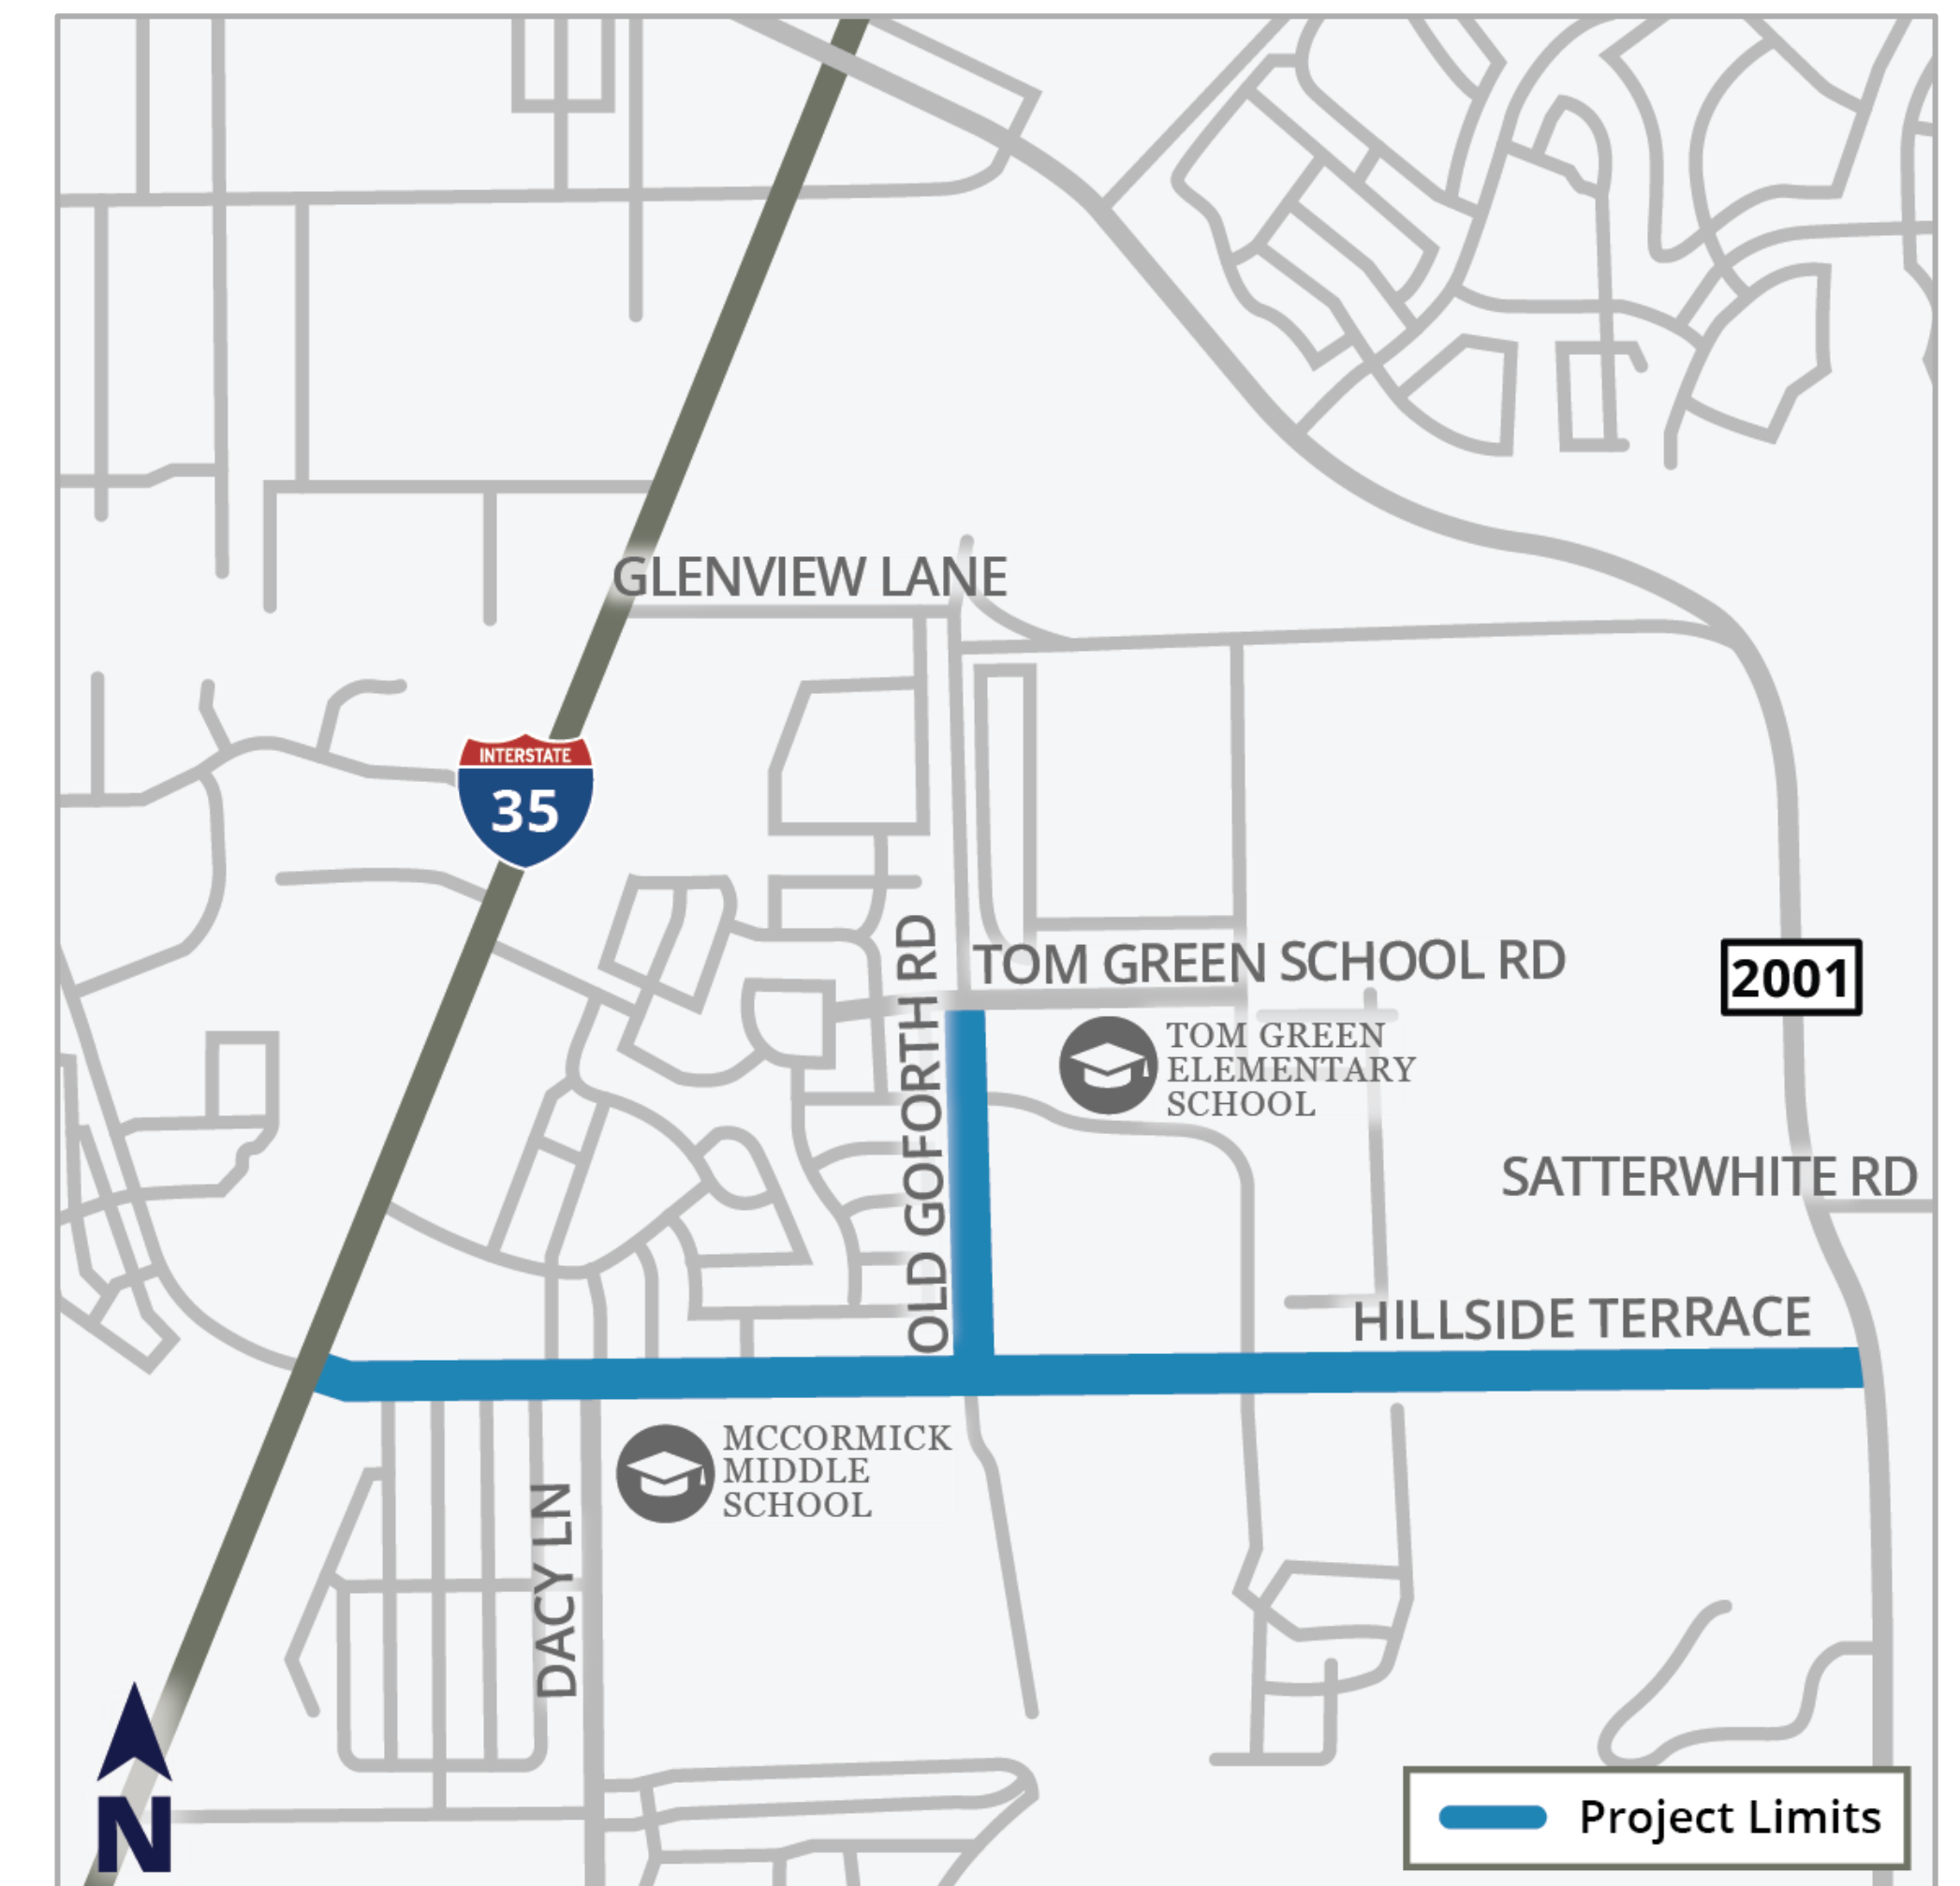 GLENVIEW LANE
INTERSTATE
35
OLD GOFORTH RD
TOM GREEN SCHOOL RD
2001
TOM GREEN
ELEMENTARY
SCHOOL
SATTERWHITE RD
HILLSIDE TERRACE
MCCORMICK
MIDDLE
SCHOOL
DACY LN
N
Project Limits